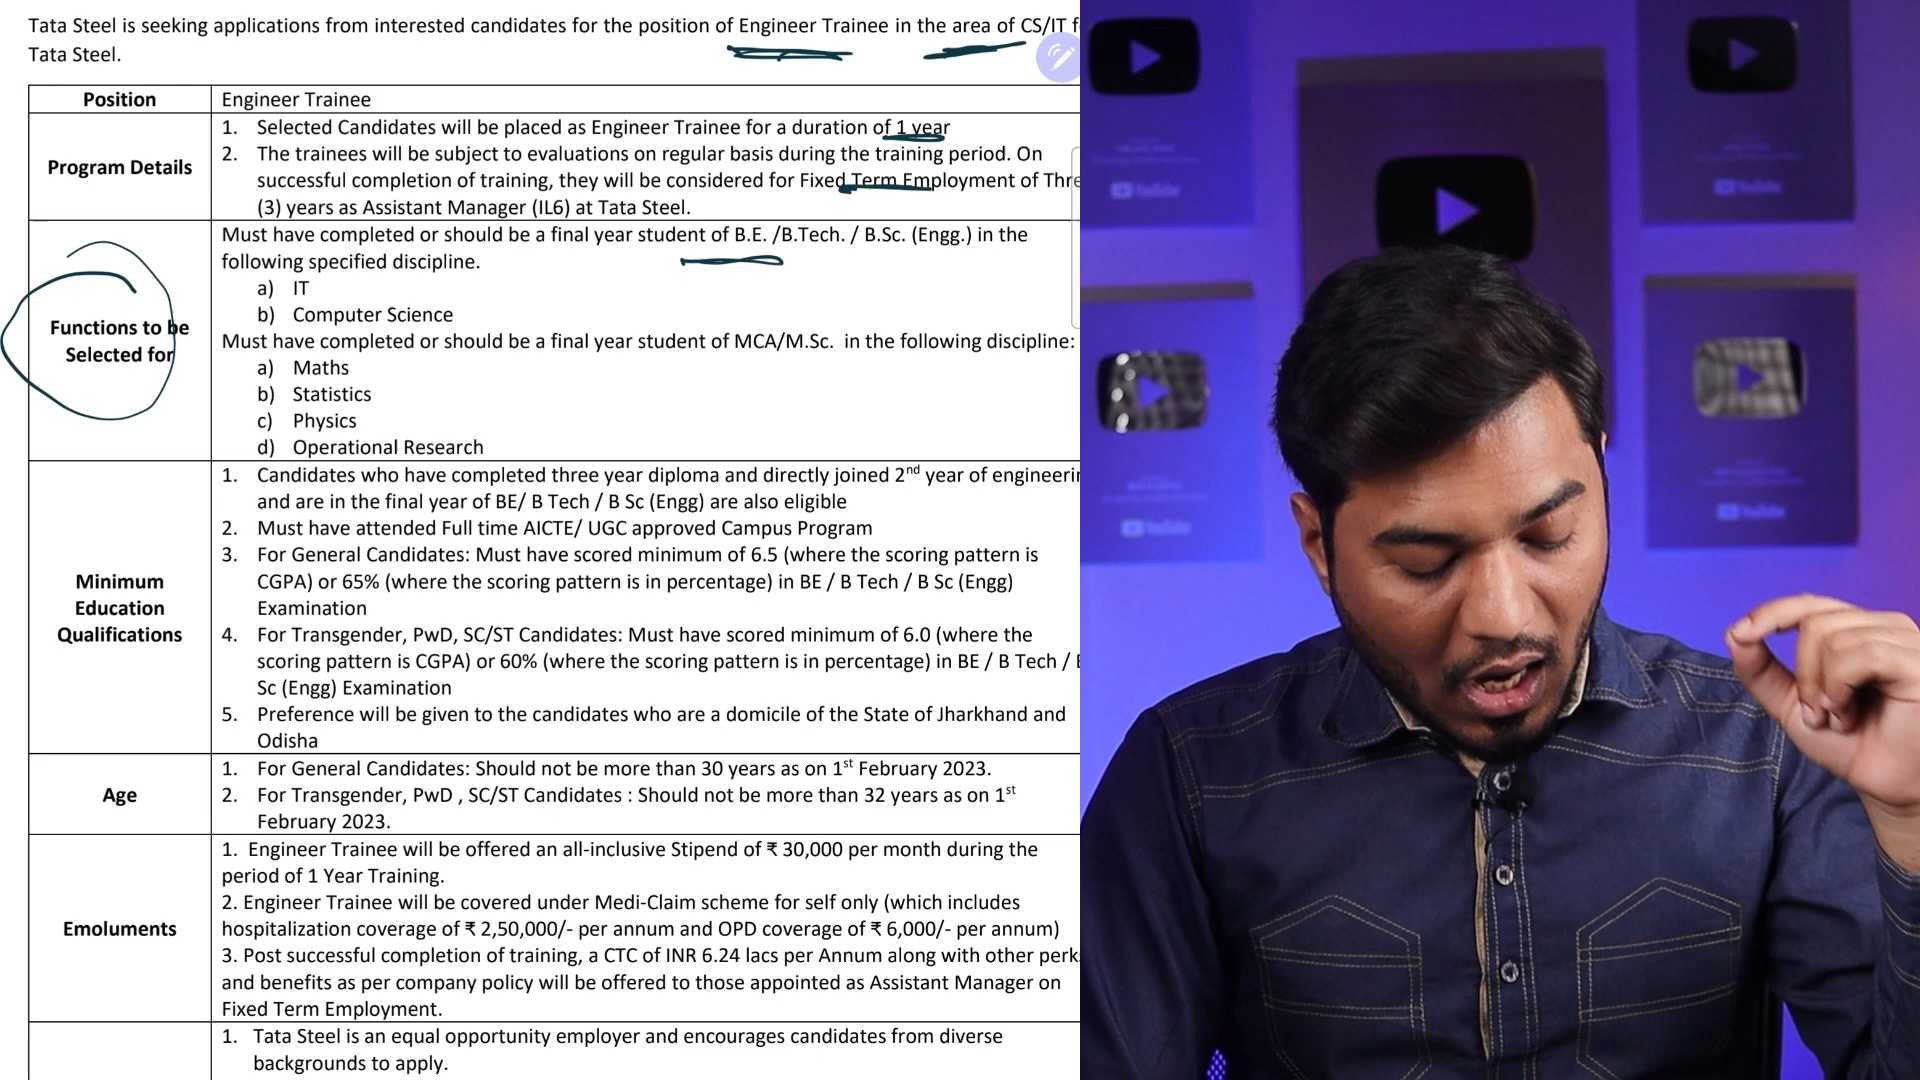 Tata Steel is seeking applications from interested candidates for the position of Engineer Trainee in the area of CS/IT
Tata Steel.
Position
Engineer Trainee
Program Details
1. Selected Candidates will be placed as Engineer Trainee for a duration of 1 year
2. The trainees will be subject to evaluations on regular basis during the training period. On
successful completion of training, they will be considered for Fixed Term Employment of
(3) years as Assistant Manager (IL6) at Tata Steel.
Functions to be
Selected for
Must have completed or should be a final year student of B.E. /B.Tech. / B.Sc. (Engg.) in the
following specified discipline.
a) IT
b) Computer Science
Must have completed or should be a final year student of MCA/M.Sc. in the following discipline:
a) Maths
b) Statistics
c) Physics
d) Operational Research
Minimum
Education
Qualifications
1. Candidates who have completed three year diploma and directly joined 2nd year of
and are in the final year of BE/ B Tech / B Sc (Engg) are also eligible
2. Must have attended Full time AICTE/ UGC approved Campus Program
3. For General Candidates: Must have scored minimum of 6.5 (where the scoring pattern is
CGPA) or 65% (where the scoring pattern is in percentage) in BE / B Tech / B Sc (Engg)
Examination
4. For Transgender, PwD, SC/ST Candidates: Must have scored minimum of 6.0 (where the
scoring pattern is CGPA) or 60% (where the scoring pattern is in percentage) in BE / B Tech /
Sc (Engg) Examination
5. Preference will be given to the candidates who are a domicile of the State of Jharkhand and
Odisha
Age
1. For General Candidates: Should not be more than 30 years as on 1st February 2023.
2. For Transgender, PwD , SC/ST Candidates : Should not be more than 32 years as on 1st
February 2023.
Emoluments
1. Engineer Trainee will be offered an all-inclusive Stipend of ₹ 30,000 per month during the
period of 1 Year Training.
2. Engineer Trainee will be covered under Medi-Claim scheme for self only (which includes
hospitalization coverage of ₹ 2,50,000/- per annum and OPD coverage of ₹ 6,000/- per annum)
3. Post successful completion of training, a CTC of INR 6.24 lacs per Annum along with other
and benefits as per company policy will be offered to those appointed as Assistant Manager on
Fixed Term Employment.
1. Tata Steel is an equal opportunity employer and encourages candidates from diverse
backgrounds to apply.
YouTube
YouTube
YouTube
YouTube